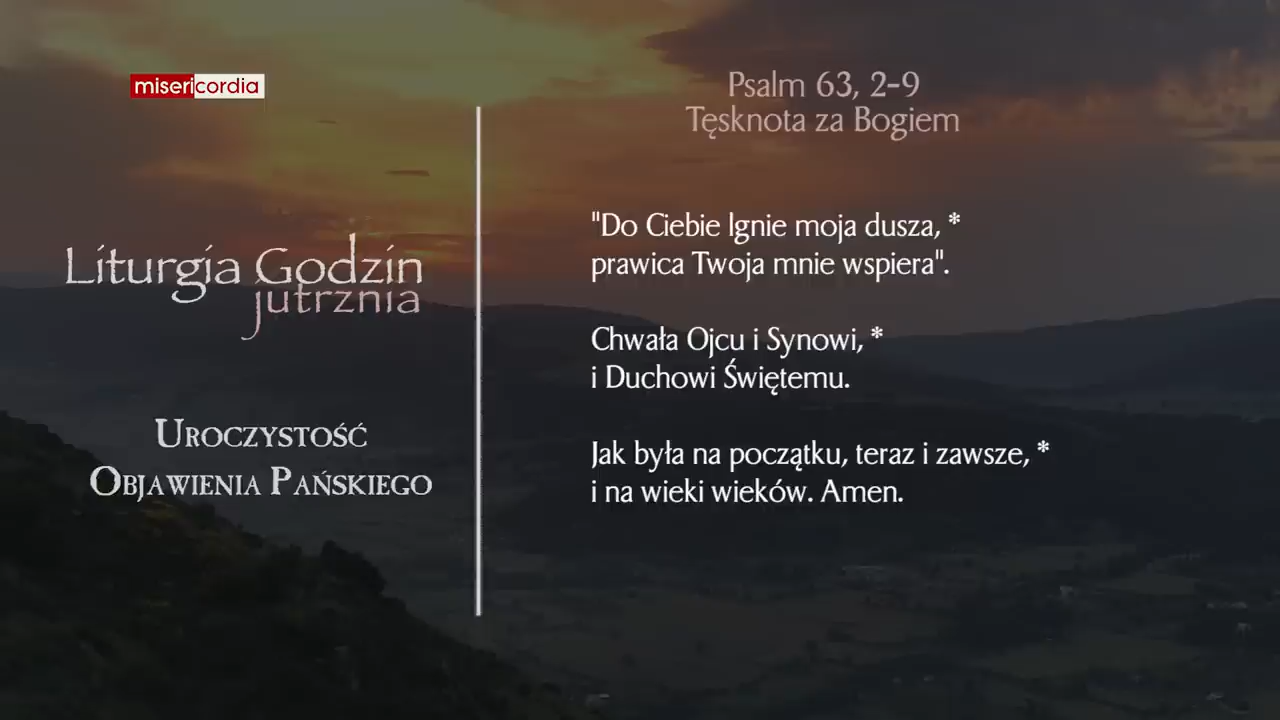 misericordia
Liturgia Godzin
jutrznia
Uroczystość
Objawienia Pańskiego
Psalm 63, 2-9
Tęsknota za Bogiem
"Do Ciebie lgnie moja dusza, *
prawica Twoja mnie wspiera".
Chwała Ojcu i Synowi, *
i Duchowi Świętemu.
Jak była na początku, teraz i zawsze, *
i na wieki wieków. Amen.